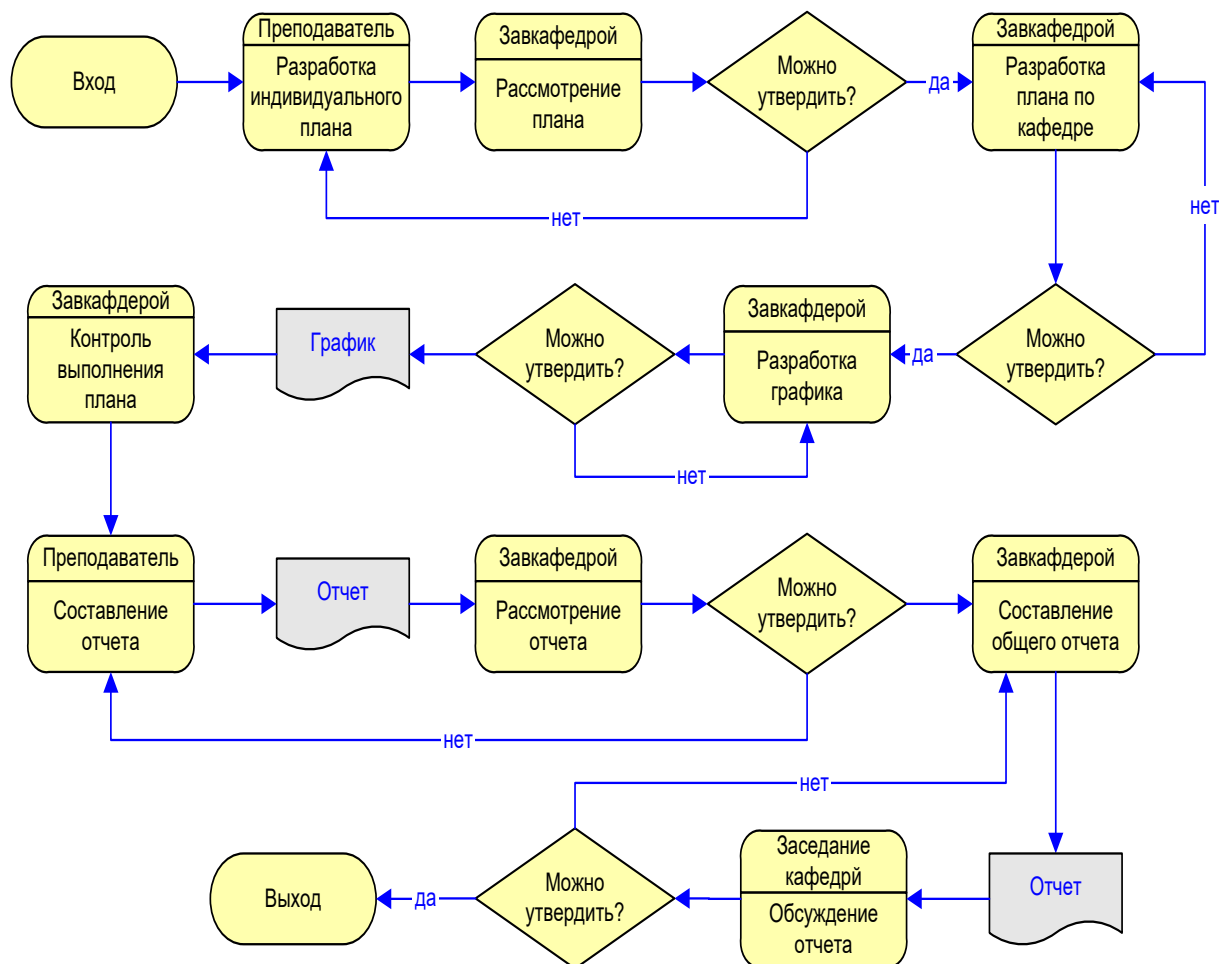 Вход
Преподаватель
Разработка
индивидуального
плана
Завкафедрой
Рассмотрение
плана
Можно
утвердить?
да
Завкафедрой
Разработка
плана по
кафедре
нет
нет
Завкафдерой
Контроль
выполнения
плана
График
Можно
утвердить?
Завкафдерой
Разработка
графика
да
Можно
утвердить?
нет
Преподаватель
Составление
отчета
Отчет
Завкафедрой
Рассмотрение
отчета
Можно
утвердить?
Завкафдерой
Составление
общего отчета
нет
нет
Выход
да
Можно
утвердить?
Заседание
кафедрй
Обсуждение
отчета
Отчет